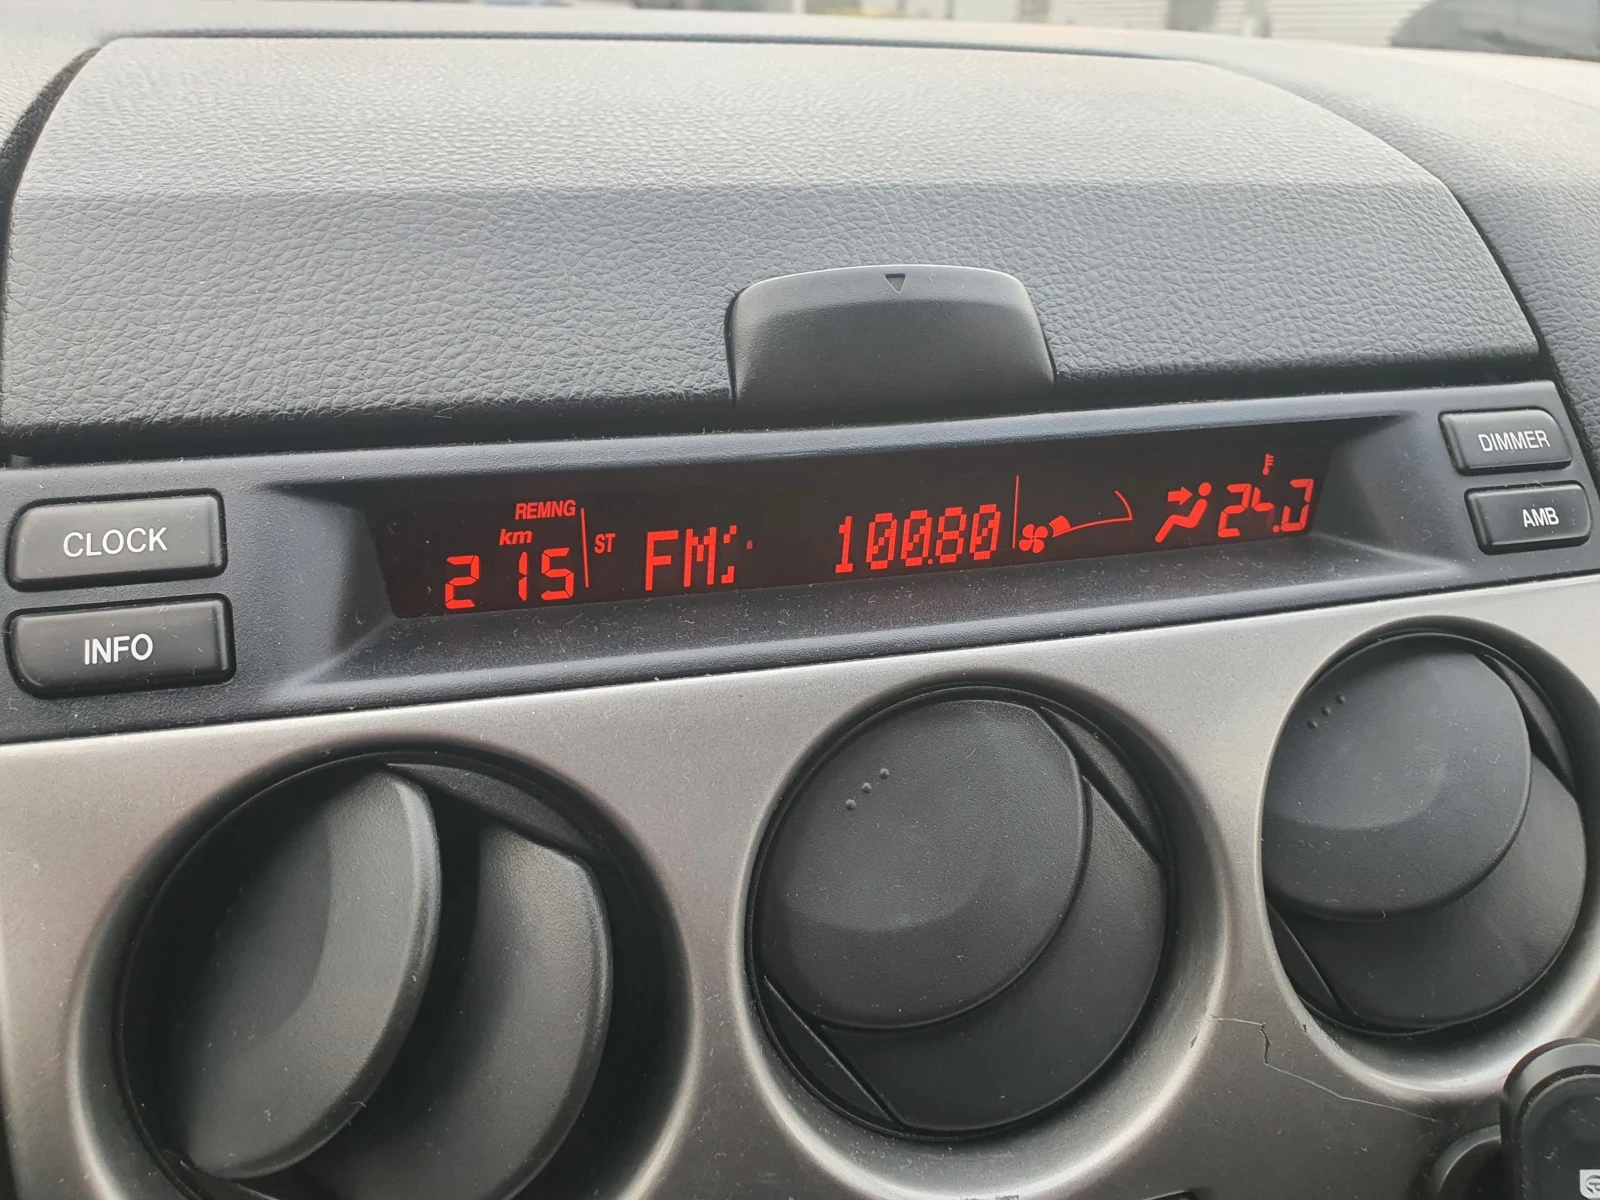 CLOCK
INFO
REMNG
km
215
ST
FM
100.80
24.0
DIMMER
AMB